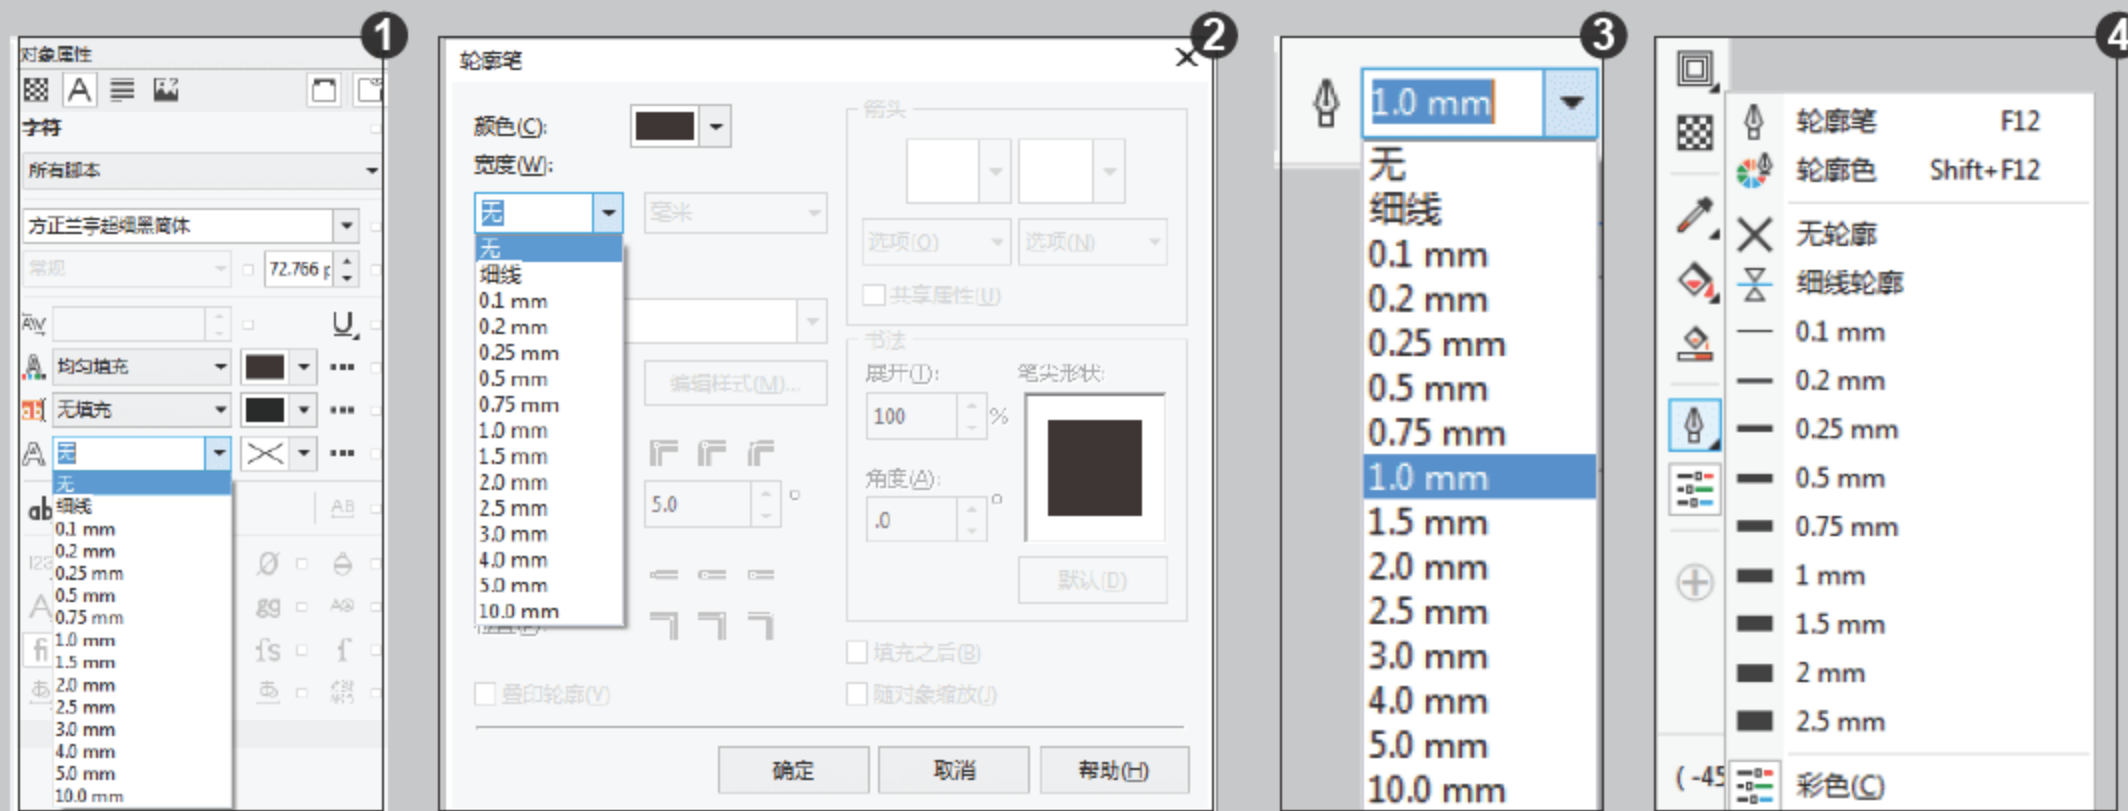 1
对象属性
字符
所有脚本
方正兰亭超细黑简体
常规
72.766 p
U
均匀填充
无填充
无
无
细线
0.1 mm
0.2 mm
0.25 mm
0.5 mm
0.75 mm
1.0 mm
1.5 mm
2.0 mm
2.5 mm
3.0 mm
4.0 mm
5.0 mm
10.0 mm
2
轮廓笔
颜色(C):
宽度(W):
无
毫米
无
细线
0.1 mm
0.2 mm
0.25 mm
0.5 mm
0.75 mm
1.0 mm
1.5 mm
2.0 mm
2.5 mm
3.0 mm
4.0 mm
5.0 mm
10.0 mm
编辑样式(M)...
5.0 °
叠印轮廓(V)
箭头
选项(O)
选项(N)
共享属性(U)
书法
展开(T):
笔尖形状:
100 %
角度(A):
.0 °
默认(D)
填充之后(B)
随对象缩放(J)
确定
取消
帮助(H)
3
1.0 mm
无
细线
0.1 mm
0.2 mm
0.25 mm
0.5 mm
0.75 mm
1.0 mm
1.5 mm
2.0 mm
2.5 mm
3.0 mm
4.0 mm
5.0 mm
10.0 mm
4
轮廓笔 F12
轮廓色 Shift+F12
无轮廓
细线轮廓
0.1 mm
0.2 mm
0.25 mm
0.5 mm
0.75 mm
1 mm
1.5 mm
2 mm
2.5 mm
( -45
彩色(C)